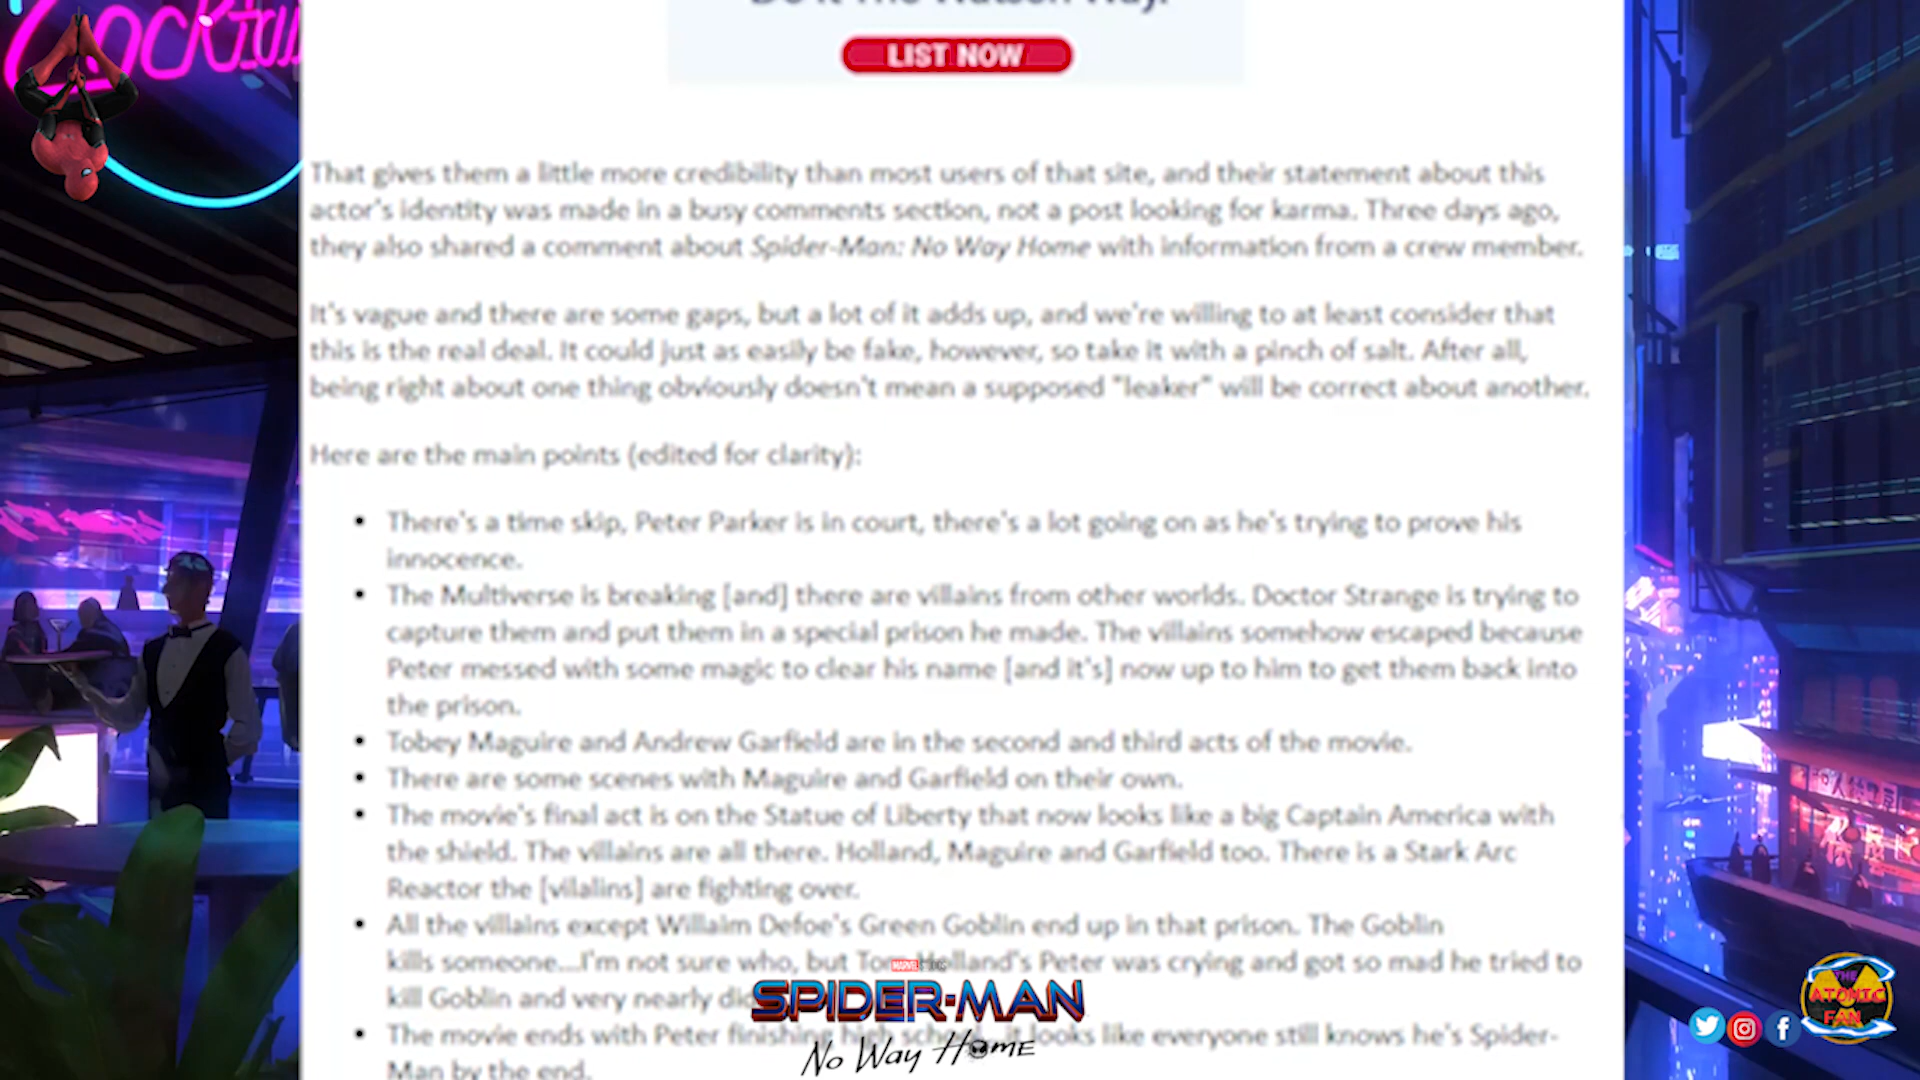 Cocktail
LIST NOW
That gives them a little more credibility than most users of that site, and their statement about this
actor's identity was made in a busy comments section, not a post looking for karma. Three days ago,
they also shared a comment about Spider-Man: No Way Home with information from a crew member.
It's vague and there are some gaps, but a lot of it adds up, and we're willing to at least consider that
this is the real deal. It could just as easily be fake, however, so take it with a pinch of salt. After all,
being right about one thing obviously doesn't mean a supposed "leaker" will be correct about another.
Here are the main points (edited for clarity):
• There's a time skip, Peter Parker is in court, there's a lot going on as he's trying to prove his
innocence.
• The Multiverse is breaking [and] there are villains from other worlds. Doctor Strange is trying to
capture them and put them in a special prison he made. The villains somehow escaped because
Peter messed with some magic to clear his name [and it's] now up to him to get them back into
the prison.
• Tobey Maguire and Andrew Garfield are in the second and third acts of the movie.
• There are some scenes with Maguire and Garfield on their own.
• The movie's final act is on the Statue of Liberty that now looks like a big Captain America with
the shield. The villains are all there. Holland, Maguire and Garfield too. There is a Stark Arc
Reactor the [vilalins] are fighting over.
• All the villains except Willaim Defoe's Green Goblin end up in that prison. The Goblin
kills someone...I'm not sure who, but Tom Holland's Peter was crying and got so mad he tried to
kill Goblin and very nearly did
• The movie ends with Peter finishing high school, it looks like everyone still knows he's Spider-
Man by the end.
MARVEL STUDIOS
SPIDER-MAN
No Way Home
THE
ATOMIC
FAN